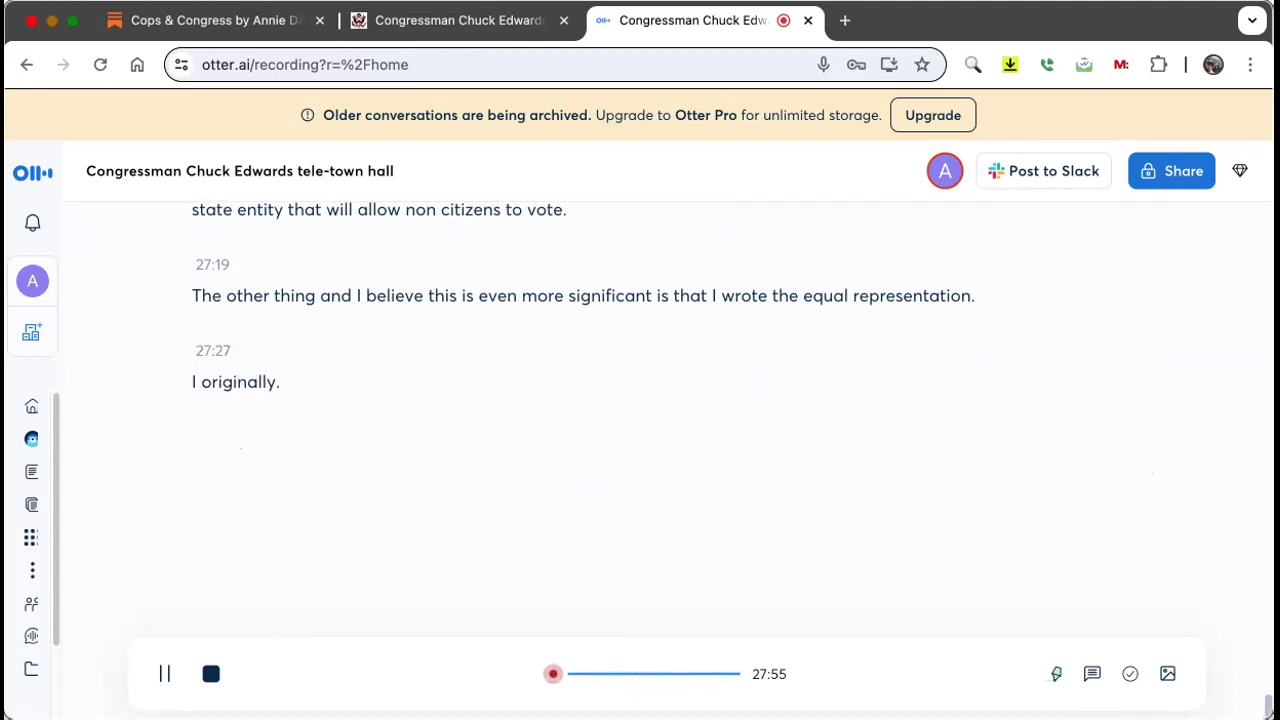 Cops & Congress by Annie Da
Congressman Chuck Edwards
Congressman Chuck Edw
otter.ai/recording?r=%2Fhome
M:
Older conversations are being archived. Upgrade to Otter Pro for unlimited storage.
Upgrade
Congressman Chuck Edwards tele-town hall
A
Post to Slack
Share
state entity that will allow non citizens to vote.
27:19
A
The other thing and I believe this is even more significant is that I wrote the equal representation.
27:27
I originally.
27:55